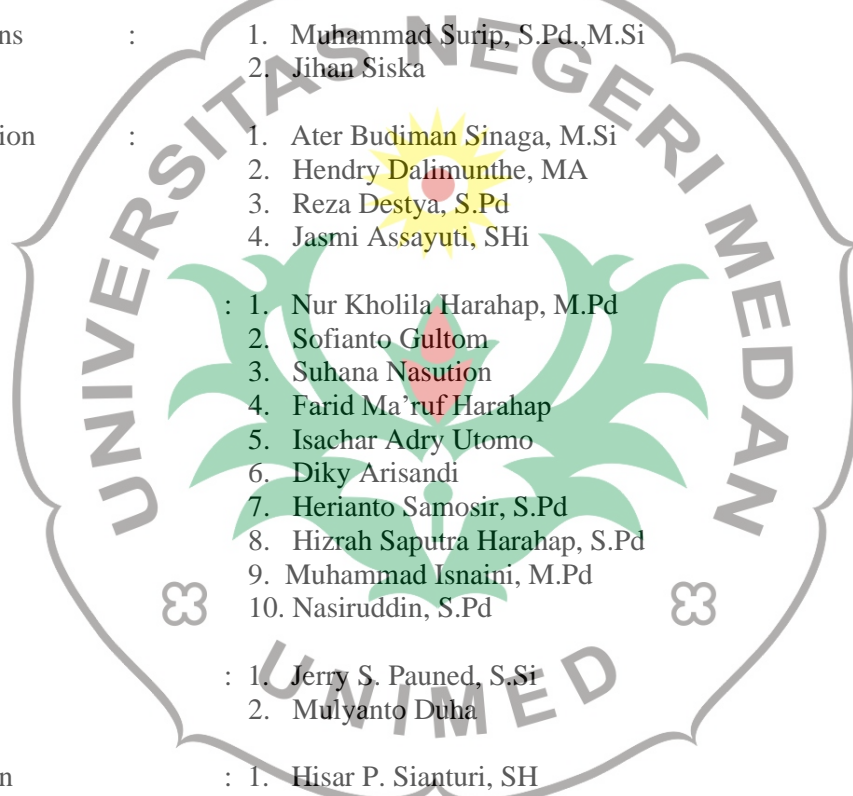 ns : 1. Muhammad Surip, S.Pd.,M.Si
2. Jihan Siska
ion : 1. Ater Budiman Sinaga, M.Si
2. Hendry Dalimunthe, MA
3. Reza Destya, S.Pd
4. Jasmi Assayuti, SHi
: 1. Nur Kholila Harahap, M.Pd
2. Sofianto Gultom
3. Suhana Nasution
4. Farid Ma’ruf Harahap
5. Isachar Adry Utomo
6. Diky Arisandi
7. Herianto Samosir, S.Pd
8. Hizrah Saputra Harahap, S.Pd
9. Muhammad Isnaini, M.Pd
10. Nasiruddin, S.Pd
: 1. Jerry S. Pauned, S.Si
2. Mulyanto Duha
n : 1. Hisar P. Sianturi, SH
UNIVERSITAS NEGERI MEDAN
UNIMED